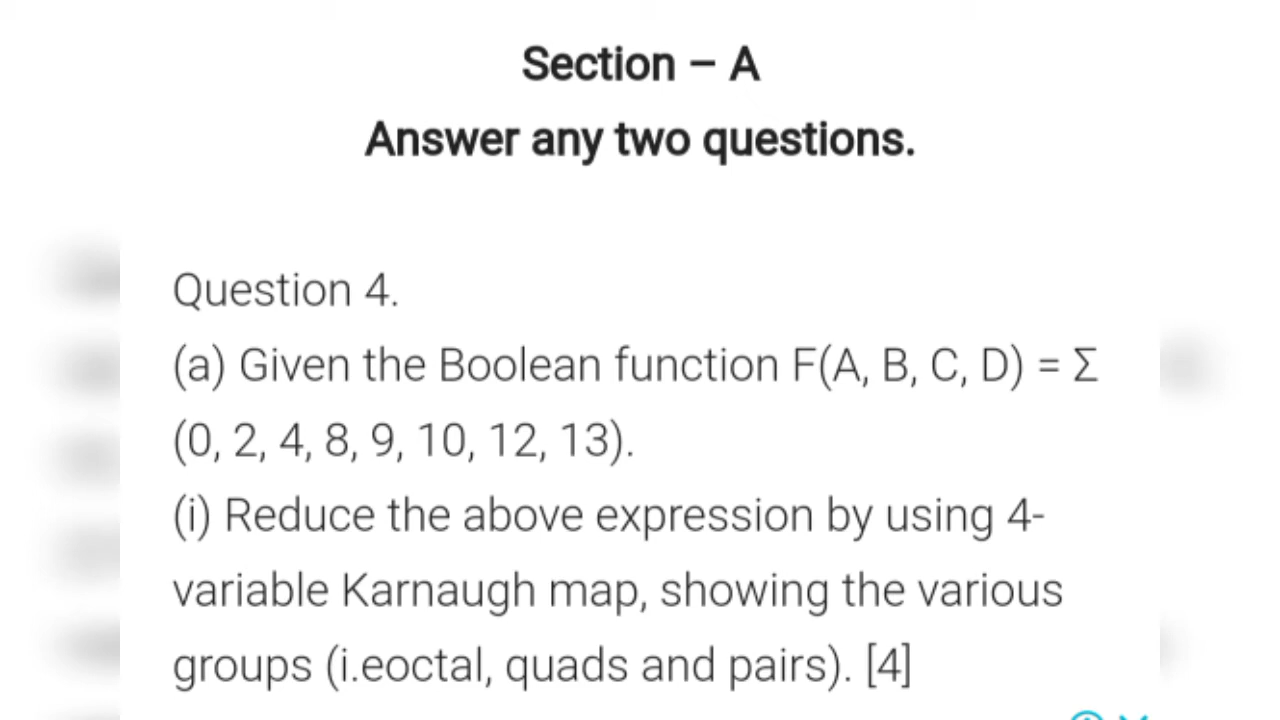 Section – A
Answer any two questions.
Question 4.
(a) Given the Boolean function F(A, B, C, D) = Σ
(0, 2, 4, 8, 9, 10, 12, 13).
(i) Reduce the above expression by using 4-
variable Karnaugh map, showing the various
groups (i.eoctal, quads and pairs). [4]